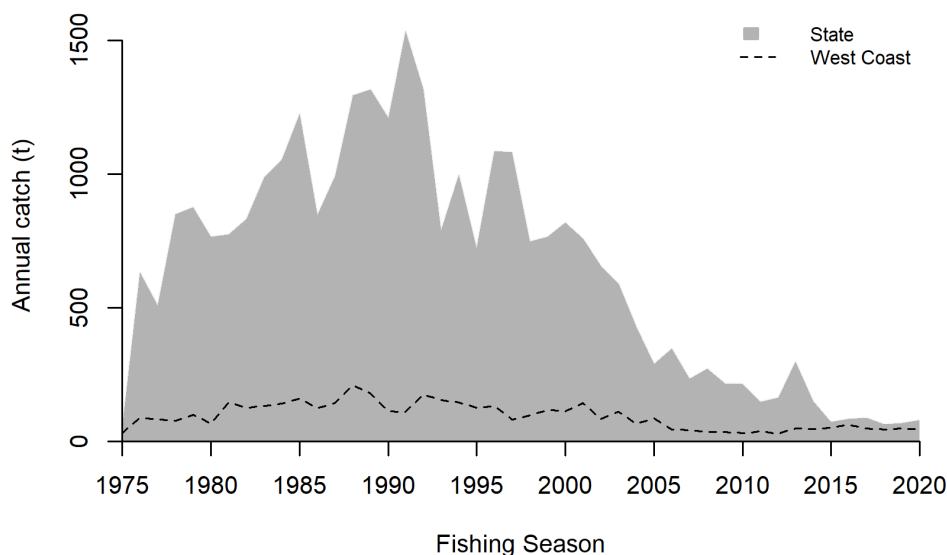 State
West Coast
Annual catch (t)
1500
1000
500
0
1975 1980 1985 1990 1995 2000 2005 2010 2015 2020
Fishing Season